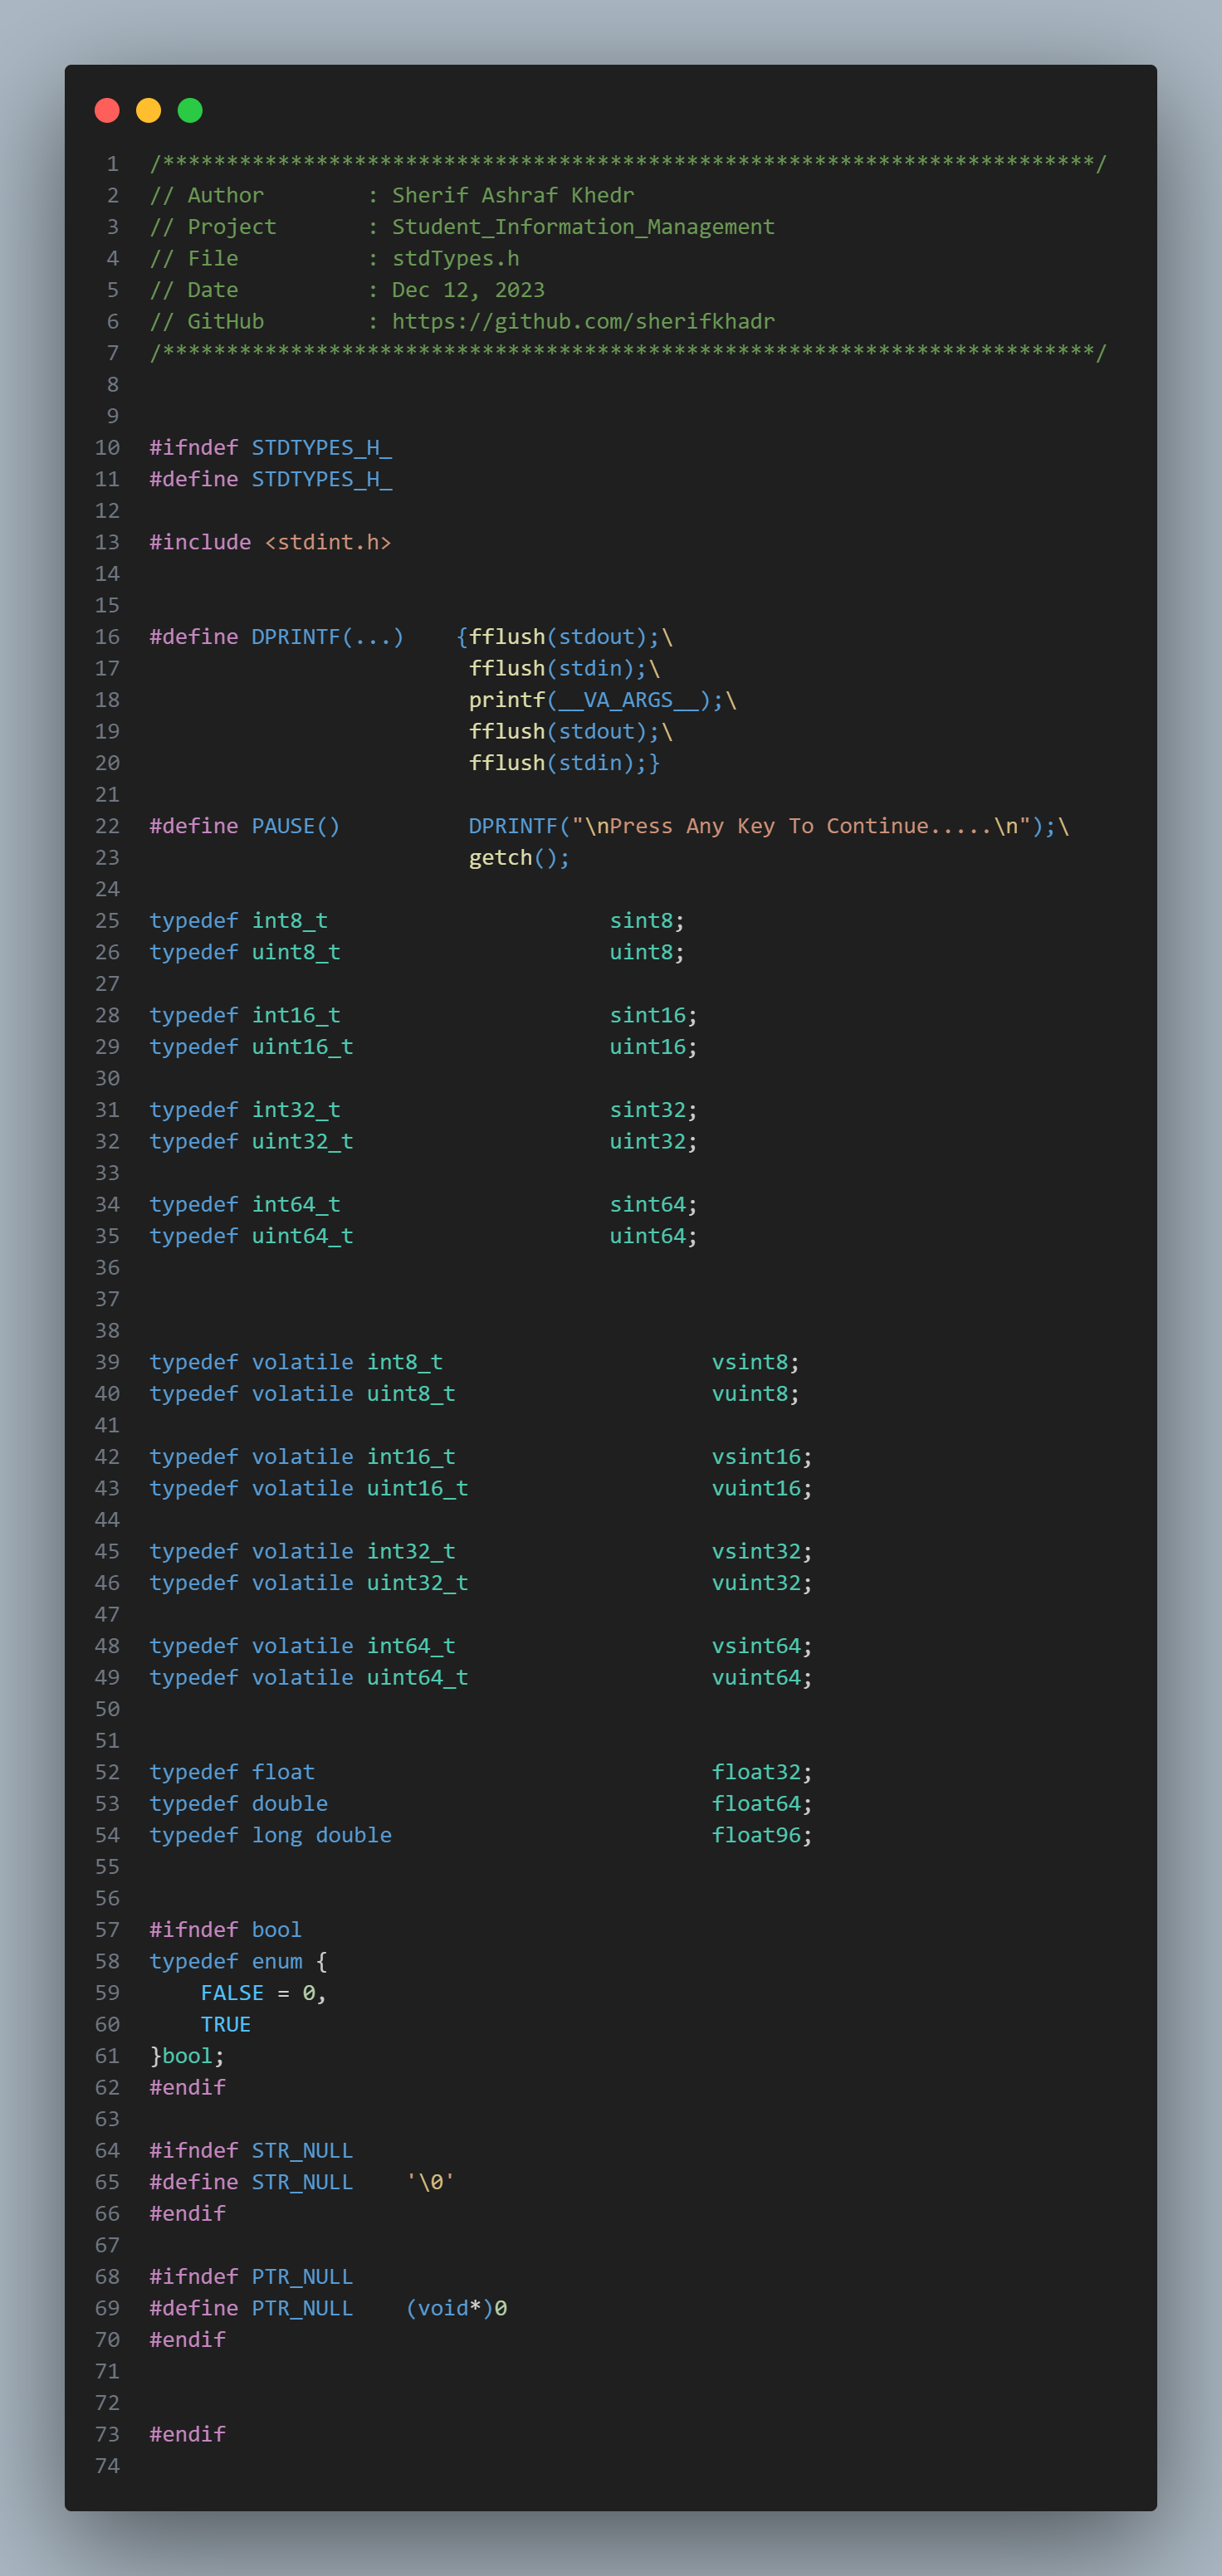 1 /*************************************************************************/
2 // Author        : Sherif Ashraf Khedr
3 // Project       : Student_Information_Management
4 // File          : stdTypes.h
5 // Date          : Dec 12, 2023
6 // GitHub        : https://github.com/sherifkhadr
7 /*************************************************************************/
8
9
10 #ifndef STDTYPES_H_
11 #define STDTYPES_H_
12
13 #include <stdint.h>
14
15
16 #define DPRINTF(...)    {fflush(stdout);\
17                          fflush(stdin);\
18                          printf(__VA_ARGS__);\
19                          fflush(stdout);\
20                          fflush(stdin);}
21
22 #define PAUSE()          DPRINTF("\nPress Any Key To Continue.....\n");\
23                          getch();
24
25 typedef int8_t                      sint8;
26 typedef uint8_t                     uint8;
27
28 typedef int16_t                     sint16;
29 typedef uint16_t                    uint16;
30
31 typedef int32_t                     sint32;
32 typedef uint32_t                    uint32;
33
34 typedef int64_t                     sint64;
35 typedef uint64_t                    uint64;
36
37
38
39 typedef volatile int8_t                     vsint8;
40 typedef volatile uint8_t                    vuint8;
41
42 typedef volatile int16_t                    vsint16;
43 typedef volatile uint16_t                   vuint16;
44
45 typedef volatile int32_t                    vsint32;
46 typedef volatile uint32_t                   vuint32;
47
48 typedef volatile int64_t                    vsint64;
49 typedef volatile uint64_t                   vuint64;
50
51
52 typedef float                               float32;
53 typedef double                              float64;
54 typedef long double                         float96;
55
56
57 #ifndef bool
58 typedef enum {
59     FALSE = 0,
60     TRUE
61 }bool;
62 #endif
63
64 #ifndef STR_NULL
65 #define STR_NULL    '\0'
66 #endif
67
68 #ifndef PTR_NULL
69 #define PTR_NULL    (void*)0
70 #endif
71
72
73 #endif
74